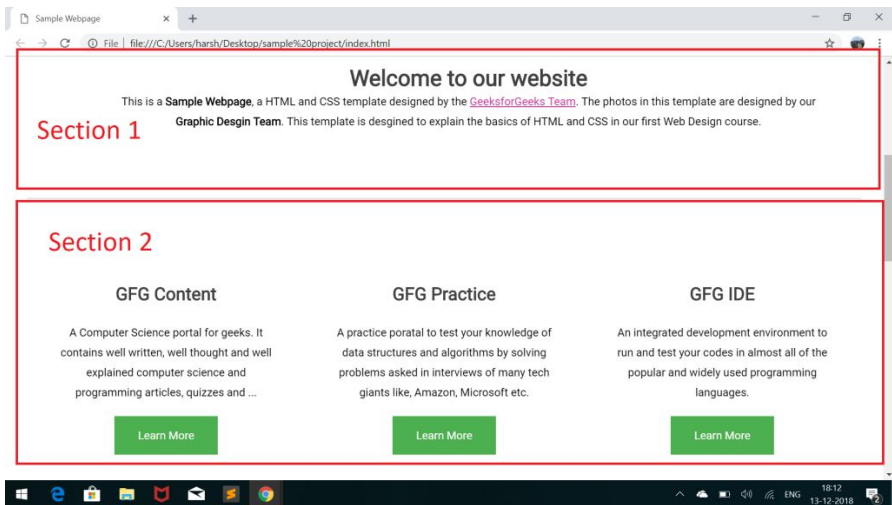 Sample Webpage
File | file:///C:/Users/harsh/Desktop/sample%20project/index.html
Welcome to our website
This is a Sample Webpage, a HTML and CSS template designed by the GeeksforGeeks Team. The photos in this template are designed by our
Graphic Desgin Team. This template is desgined to explain the basics of HTML and CSS in our first Web Design course.
Section 1
Section 2
GFG Content
A Computer Science portal for geeks. It
contains well written, well thought and well
explained computer science and
programming articles, quizzes and ...
Learn More
GFG Practice
A practice poratal to test your knowledge of
data structures and algorithms by solving
problems asked in interviews of many tech
giants like, Amazon, Microsoft etc.
Learn More
GFG IDE
An integrated development environment to
run and test your codes in almost all of the
popular and widely used programming
languages.
Learn More
ENG
18:12
13-12-2018
2